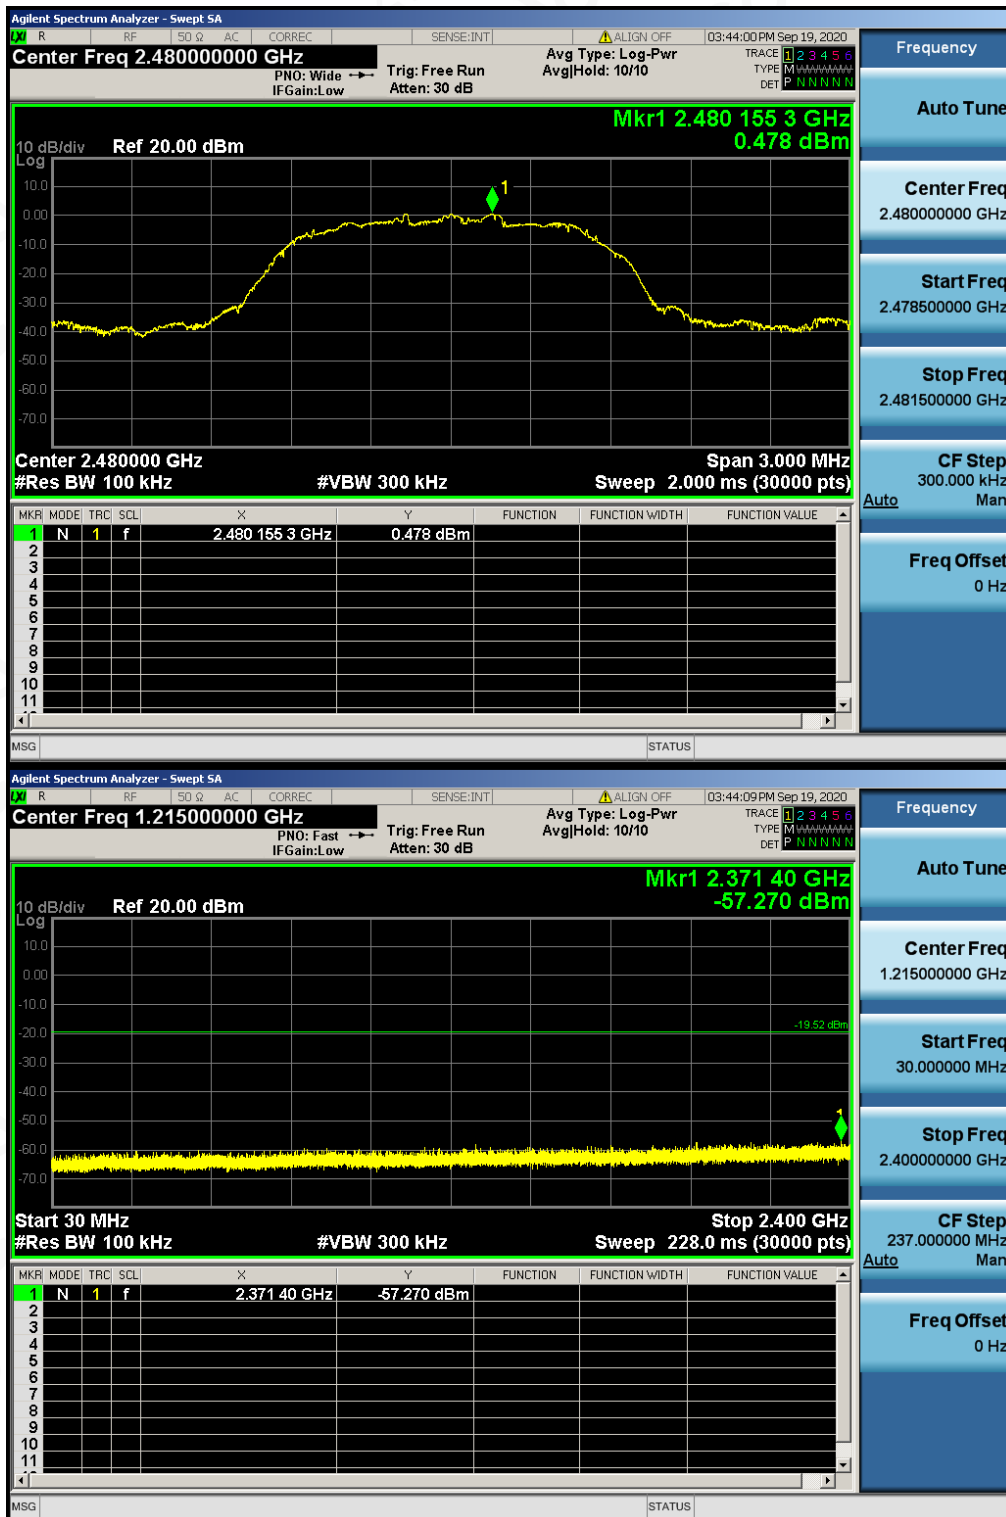 Agilent Spectrum Analyzer - Swept SA
LXI R RF 50 Ω AC CORREC SENSE:INT ALIGN OFF 03:44:00 PM Sep 19, 2020
Center Freq 2.480000000 GHz
PNO: Wide
IFGain:Low
Trig: Free Run
Atten: 30 dB
Avg Type: Log-Pwr
Avg|Hold: 10/10
TRACE 1 2 3 4 5 6
TYPE M
DET P N N N N N
Mkr1 2.480 155 3 GHz
0.478 dBm
10 dB/div Ref 20.00 dBm
Log
10.0
0.00
-10.0
-20.0
-30.0
-40.0
-50.0
-60.0
-70.0
1
Center 2.480000 GHz Span 3.000 MHz
#Res BW 100 kHz #VBW 300 kHz Sweep 2.000 ms (30000 pts)
MKR MODE TRC SCL X Y FUNCTION FUNCTION WIDTH FUNCTION VALUE
1 N 1 f 2.480 155 3 GHz 0.478 dBm
2
3
4
5
6
7
8
9
10
11
MSG STATUS
Frequency
Auto Tune
Center Freq
2.480000000 GHz
Start Freq
2.478500000 GHz
Stop Freq
2.481500000 GHz
CF Step
300.000 kHz
Auto Man
Freq Offset
0 Hz
Agilent Spectrum Analyzer - Swept SA
LXI R RF 50 Ω AC CORREC SENSE:INT ALIGN OFF 03:44:09 PM Sep 19, 2020
Center Freq 1.215000000 GHz
PNO: Fast
IFGain:Low
Trig: Free Run
Atten: 30 dB
Avg Type: Log-Pwr
Avg|Hold: 10/10
TRACE 1 2 3 4 5 6
TYPE M
DET P N N N N N
Mkr1 2.371 40 GHz
-57.270 dBm
10 dB/div Ref 20.00 dBm
Log
10.0
0.00
-10.0
-20.0
-30.0
-40.0
-50.0
-60.0
-70.0
-19.52 dBm
1
Start 30 MHz Stop 2.400 GHz
#Res BW 100 kHz #VBW 300 kHz Sweep 228.0 ms (30000 pts)
MKR MODE TRC SCL X Y FUNCTION FUNCTION WIDTH FUNCTION VALUE
1 N 1 f 2.371 40 GHz -57.270 dBm
2
3
4
5
6
7
8
9
10
11
MSG STATUS
Frequency
Auto Tune
Center Freq
1.215000000 GHz
Start Freq
30.000000 MHz
Stop Freq
2.400000000 GHz
CF Step
237.000000 MHz
Auto Man
Freq Offset
0 Hz